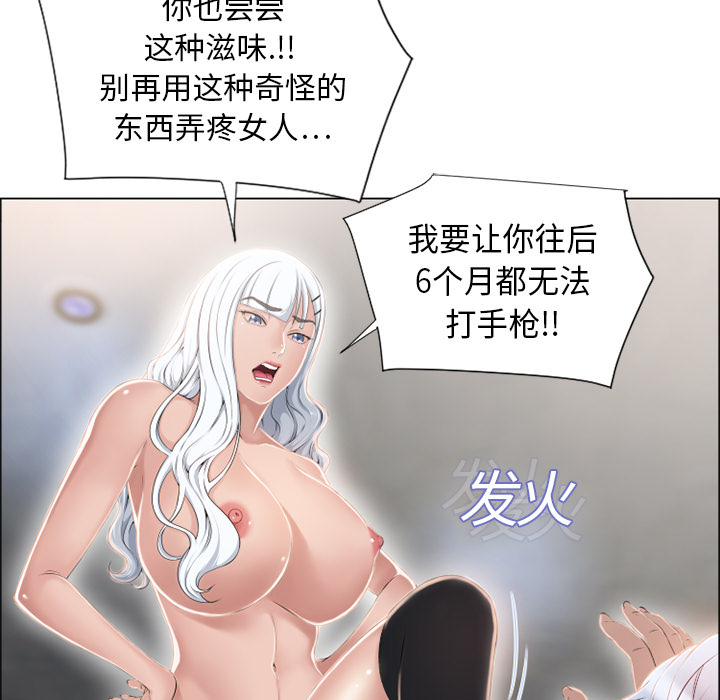 你也尝尝
这种滋味.!!
别再用这种奇怪的
东西弄疼女人...
我要让你往后
6个月都无法
打手枪!!
发火
发火